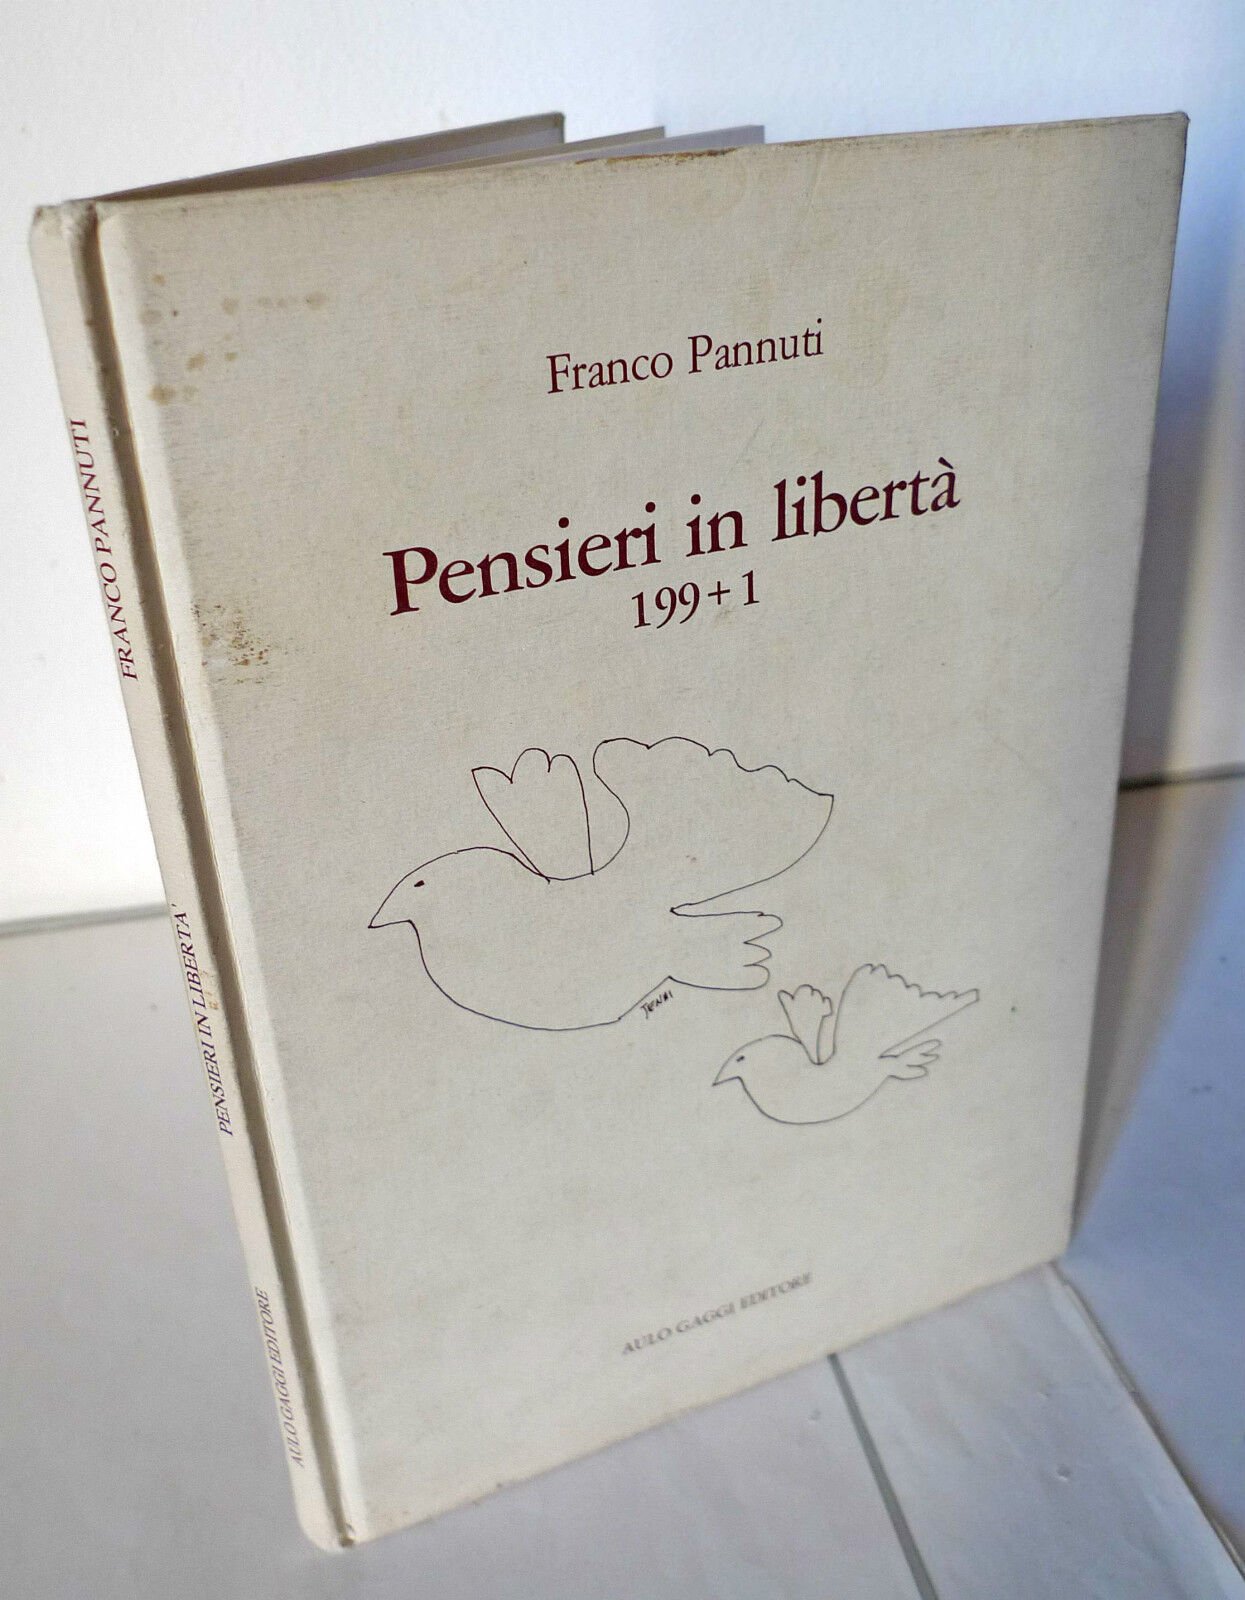 Franco Pannuti
Pensieri in libertà
199+1
AULO GAGGI EDITORE
FRANCO PANNUTI
PENSIERI IN LIBERTA'
AULO GAGGI EDITORE